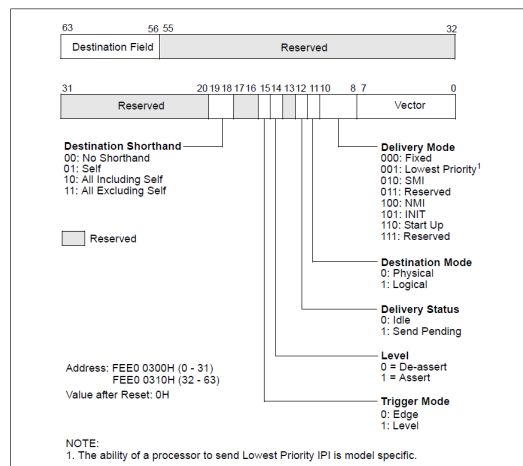 63 56 55 32
Destination Field Reserved
31 20 19 18 17 16 15 14 13 12 11 10 8 7 0
Reserved Vector
Destination Shorthand
00: No Shorthand
01: Self
10: All Including Self
11: All Excluding Self
Reserved
Delivery Mode
000: Fixed
001: Lowest Priority1
010: SMI
011: Reserved
100: NMI
101: INIT
110: Start Up
111: Reserved
Destination Mode
0: Physical
1: Logical
Delivery Status
0: Idle
1: Send Pending
Level
0 = De-assert
1 = Assert
Trigger Mode
0: Edge
1: Level
Address: FEE0 0300H (0 - 31)
FEE0 0310H (32 - 63)
Value after Reset: 0H
NOTE:
1. The ability of a processor to send Lowest Priority IPI is model specific.